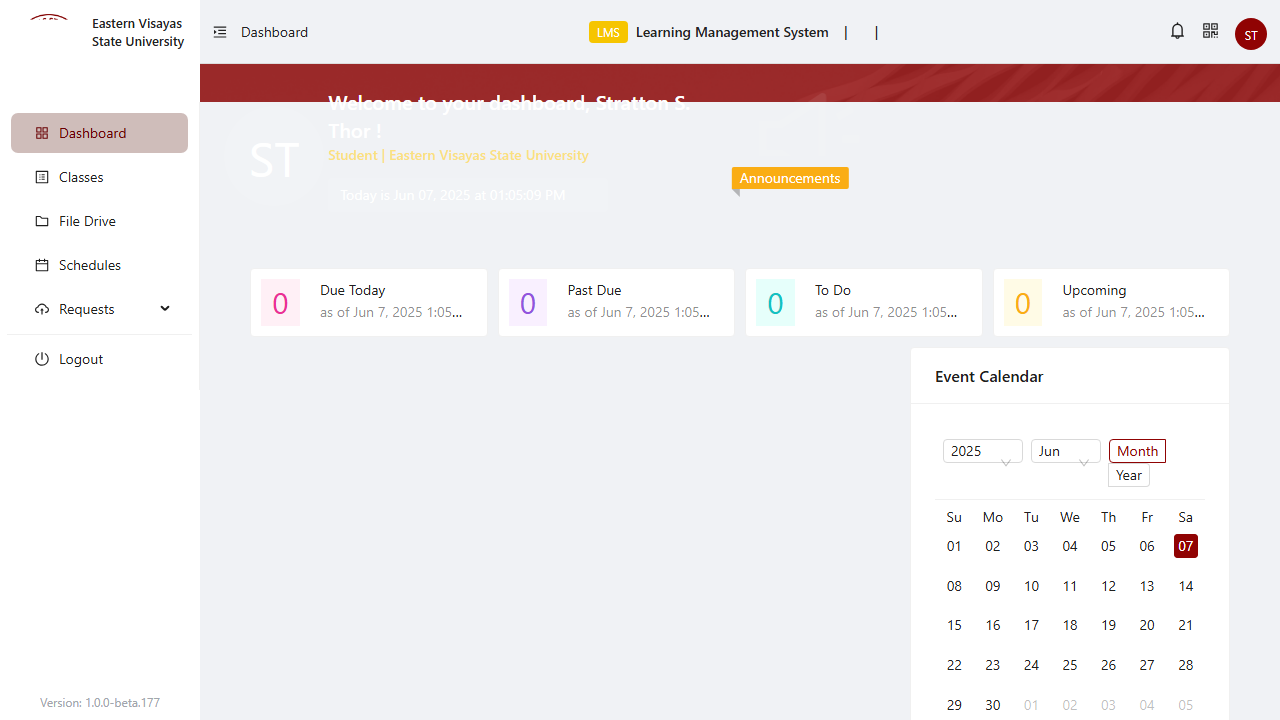 Eastern Visayas
State University
Dashboard
LMS Learning Management System | |
ST
Dashboard
Classes
File Drive
Schedules
Requests
Logout
Version: 1.0.0-beta.177
ST
Welcome to your dashboard, Stratton S.
Thor !
Student | Eastern Visayas State University
Today is Jun 07, 2025 at 01:05:09 PM
Announcements
0 Due Today
as of Jun 7, 2025 1:05...
0 Past Due
as of Jun 7, 2025 1:05...
0 To Do
as of Jun 7, 2025 1:05...
0 Upcoming
as of Jun 7, 2025 1:05...
Event Calendar
2025 Jun Month
Year
Su Mo Tu We Th Fr Sa
01 02 03 04 05 06 07
08 09 10 11 12 13 14
15 16 17 18 19 20 21
22 23 24 25 26 27 28
29 30 01 02 03 04 05